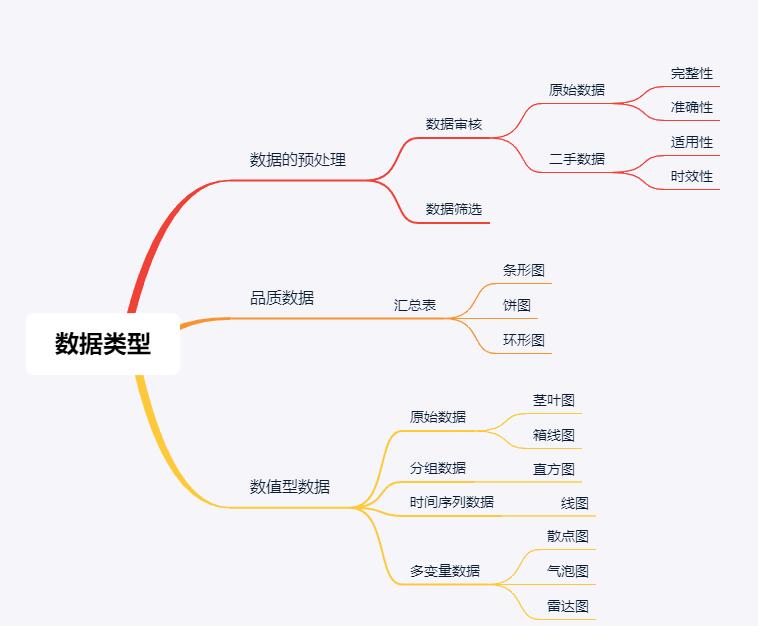 数据类型
数据的预处理
数据审核
原始数据
完整性
准确性
二手数据
适用性
时效性
数据筛选
品质数据
汇总表
条形图
饼图
环形图
数值型数据
原始数据
茎叶图
箱线图
分组数据
直方图
时间序列数据
线图
多变量数据
散点图
气泡图
雷达图